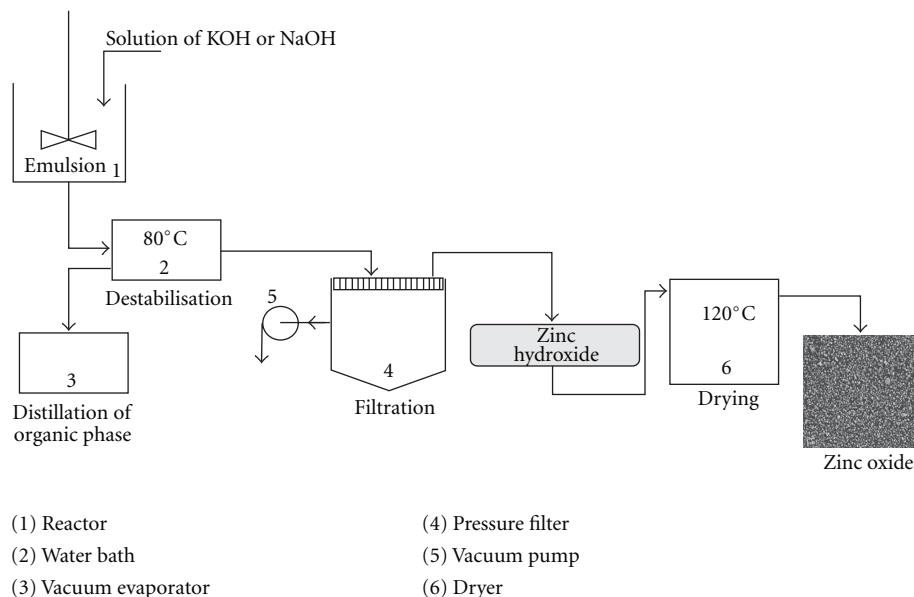 Solution of KOH or NaOH
Emulsion 1
80°C
2
Destabilisation
3
Distillation of
organic phase
5
4
Filtration
Zinc
hydroxide
120°C
6
Drying
Zinc oxide
(1) Reactor
(2) Water bath
(3) Vacuum evaporator
(4) Pressure filter
(5) Vacuum pump
(6) Dryer